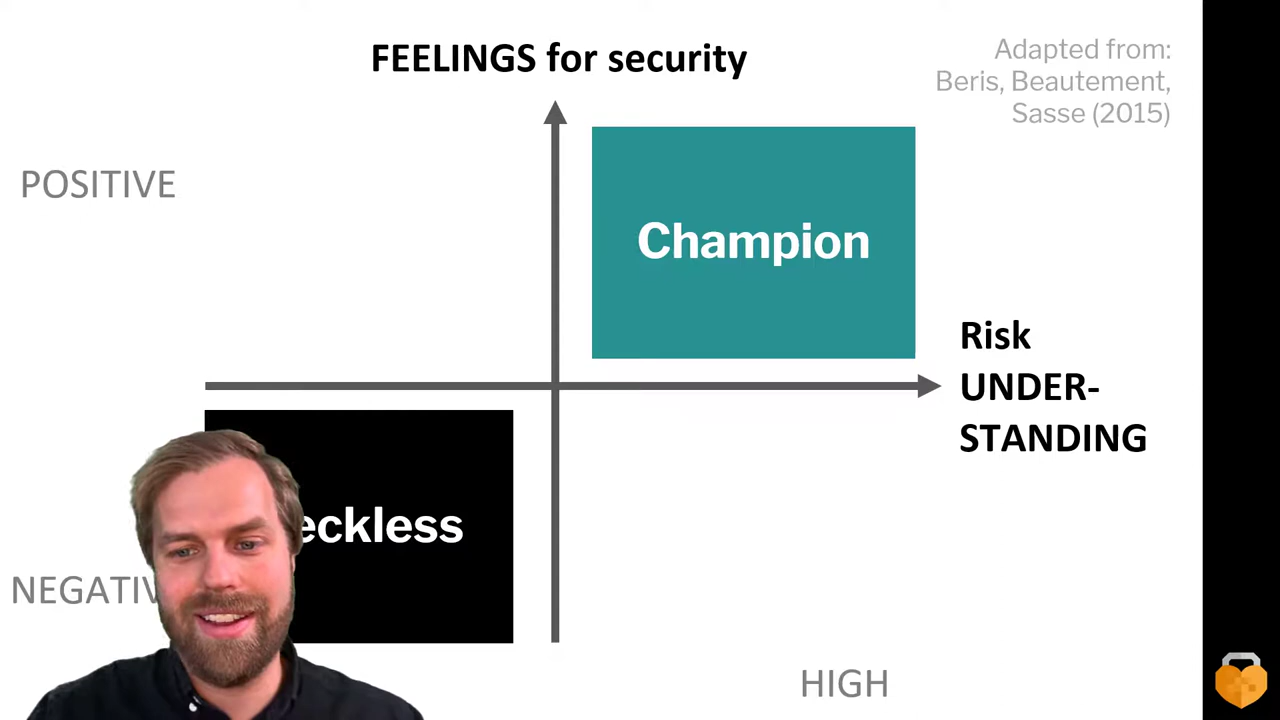 FEELINGS for security
Adapted from:
Beris, Beautement,
Sasse (2015)
POSITIVE
Champion
Risk
UNDER-
STANDING
eckless
NEGATIV
HIGH